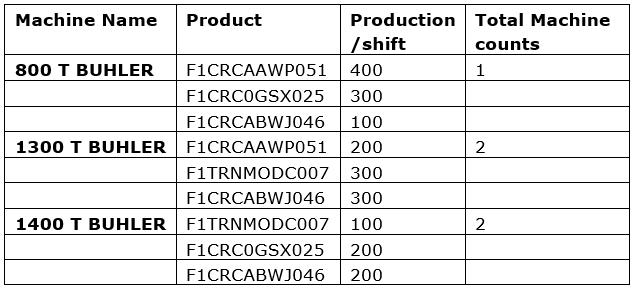 Machine Name Product Production /shift Total Machine counts
800 T BUHLER F1CRCAAWP051 400 1
F1CRC0GSX025 300
F1CRCABWJ046 100
1300 T BUHLER F1CRCAAWP051 200 2
F1TRNMODC007 300
F1CRCABWJ046 300
1400 T BUHLER F1TRNMODC007 100 2
F1CRC0GSX025 200
F1CRCABWJ046 200